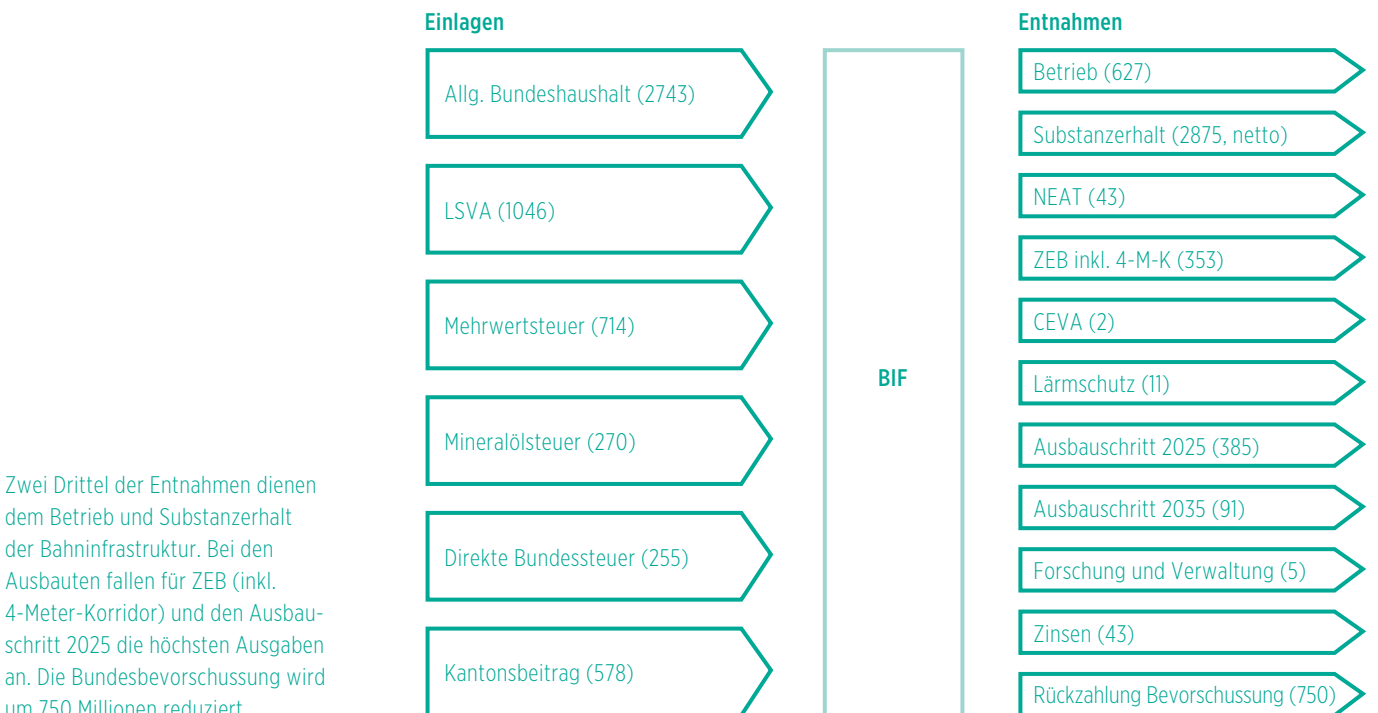 Einlagen
Allg. Bundeshaushalt (2743)
LSVA (1046)
Mehrwertsteuer (714)
Mineralölsteuer (270)
Direkte Bundessteuer (255)
Kantonsbeitrag (578)
BIF
Entnahmen
Betrieb (627)
Substanzerhalt (2875, netto)
NEAT (43)
ZEB inkl. 4-M-K (353)
CEVA (2)
Lärmschutz (11)
Ausbauschritt 2025 (385)
Ausbauschritt 2035 (91)
Forschung und Verwaltung (5)
Zinsen (43)
Rückzahlung Bevorschussung (750)
Zwei Drittel der Entnahmen dienen
dem Betrieb und Substanzerhalt
der Bahninfrastruktur. Bei den
Ausbauten fallen für ZEB (inkl.
4-Meter-Korridor) und den Ausbau-
schritt 2025 die höchsten Ausgaben
an. Die Bundesbevorschussung wird
um 750 Millionen reduziert